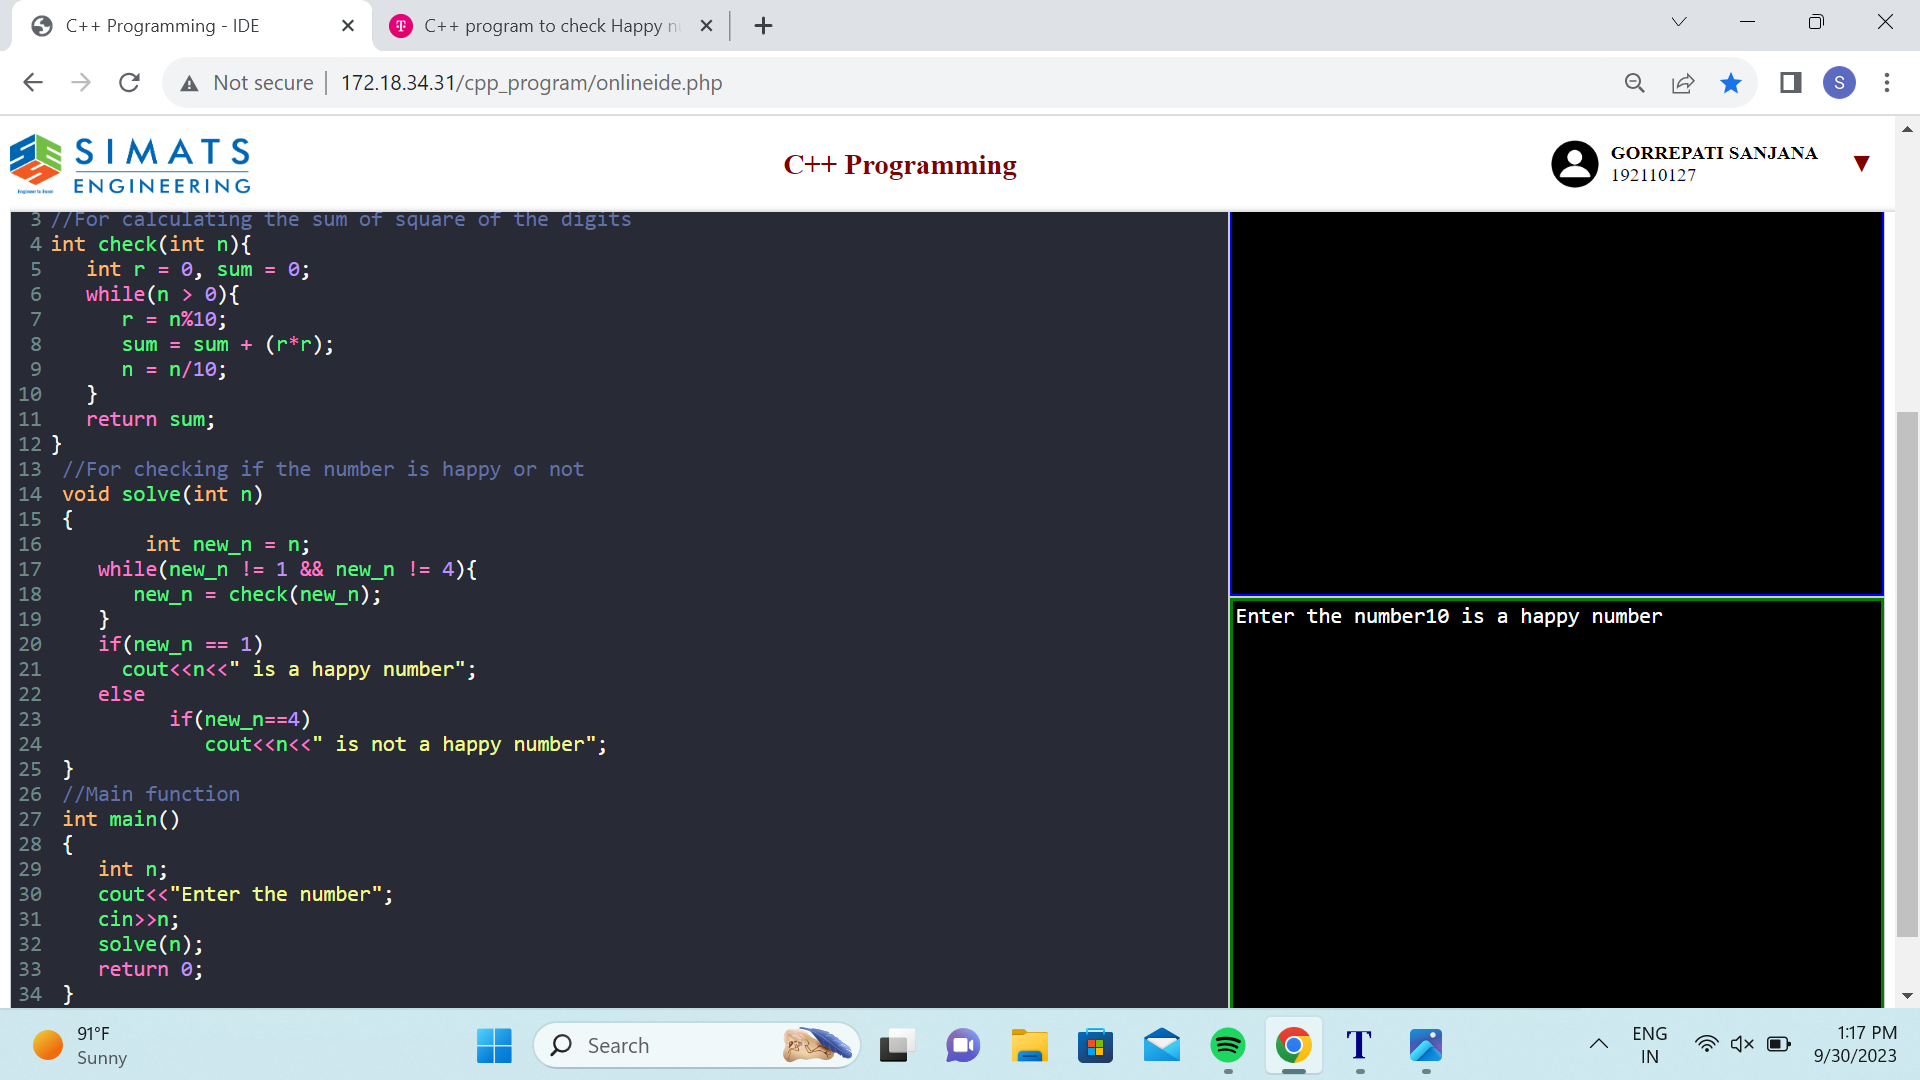 C++ Programming - IDE
C++ program to check Happy n
Not secure
172.18.34.31/cpp_program/onlineide.php
S
SIMATS
ENGINEERING
C++ Programming
GORREPATI SANJANA
192110127
3 //For calculating the sum of square of the digits
4 int check(int n){
5 int r = 0, sum = 0;
6 while(n > 0){
7 r = n%10;
8 sum = sum + (r*r);
9 n = n/10;
10 }
11 return sum;
12 }
13 //For checking if the number is happy or not
14 void solve(int n)
15 {
16 int new_n = n;
17 while(new_n != 1 && new_n != 4){
18 new_n = check(new_n);
19 }
20 if(new_n == 1)
21 cout<<n<<" is a happy number";
22 else
23 if(new_n==4)
24 cout<<n<<" is not a happy number";
25 }
26 //Main function
27 int main()
28 {
29 int n;
30 cout<<"Enter the number";
31 cin>>n;
32 solve(n);
33 return 0;
34 }
Enter the number10 is a happy number
91°F
Sunny
Search
T
ENG
IN
1:17 PM
9/30/2023